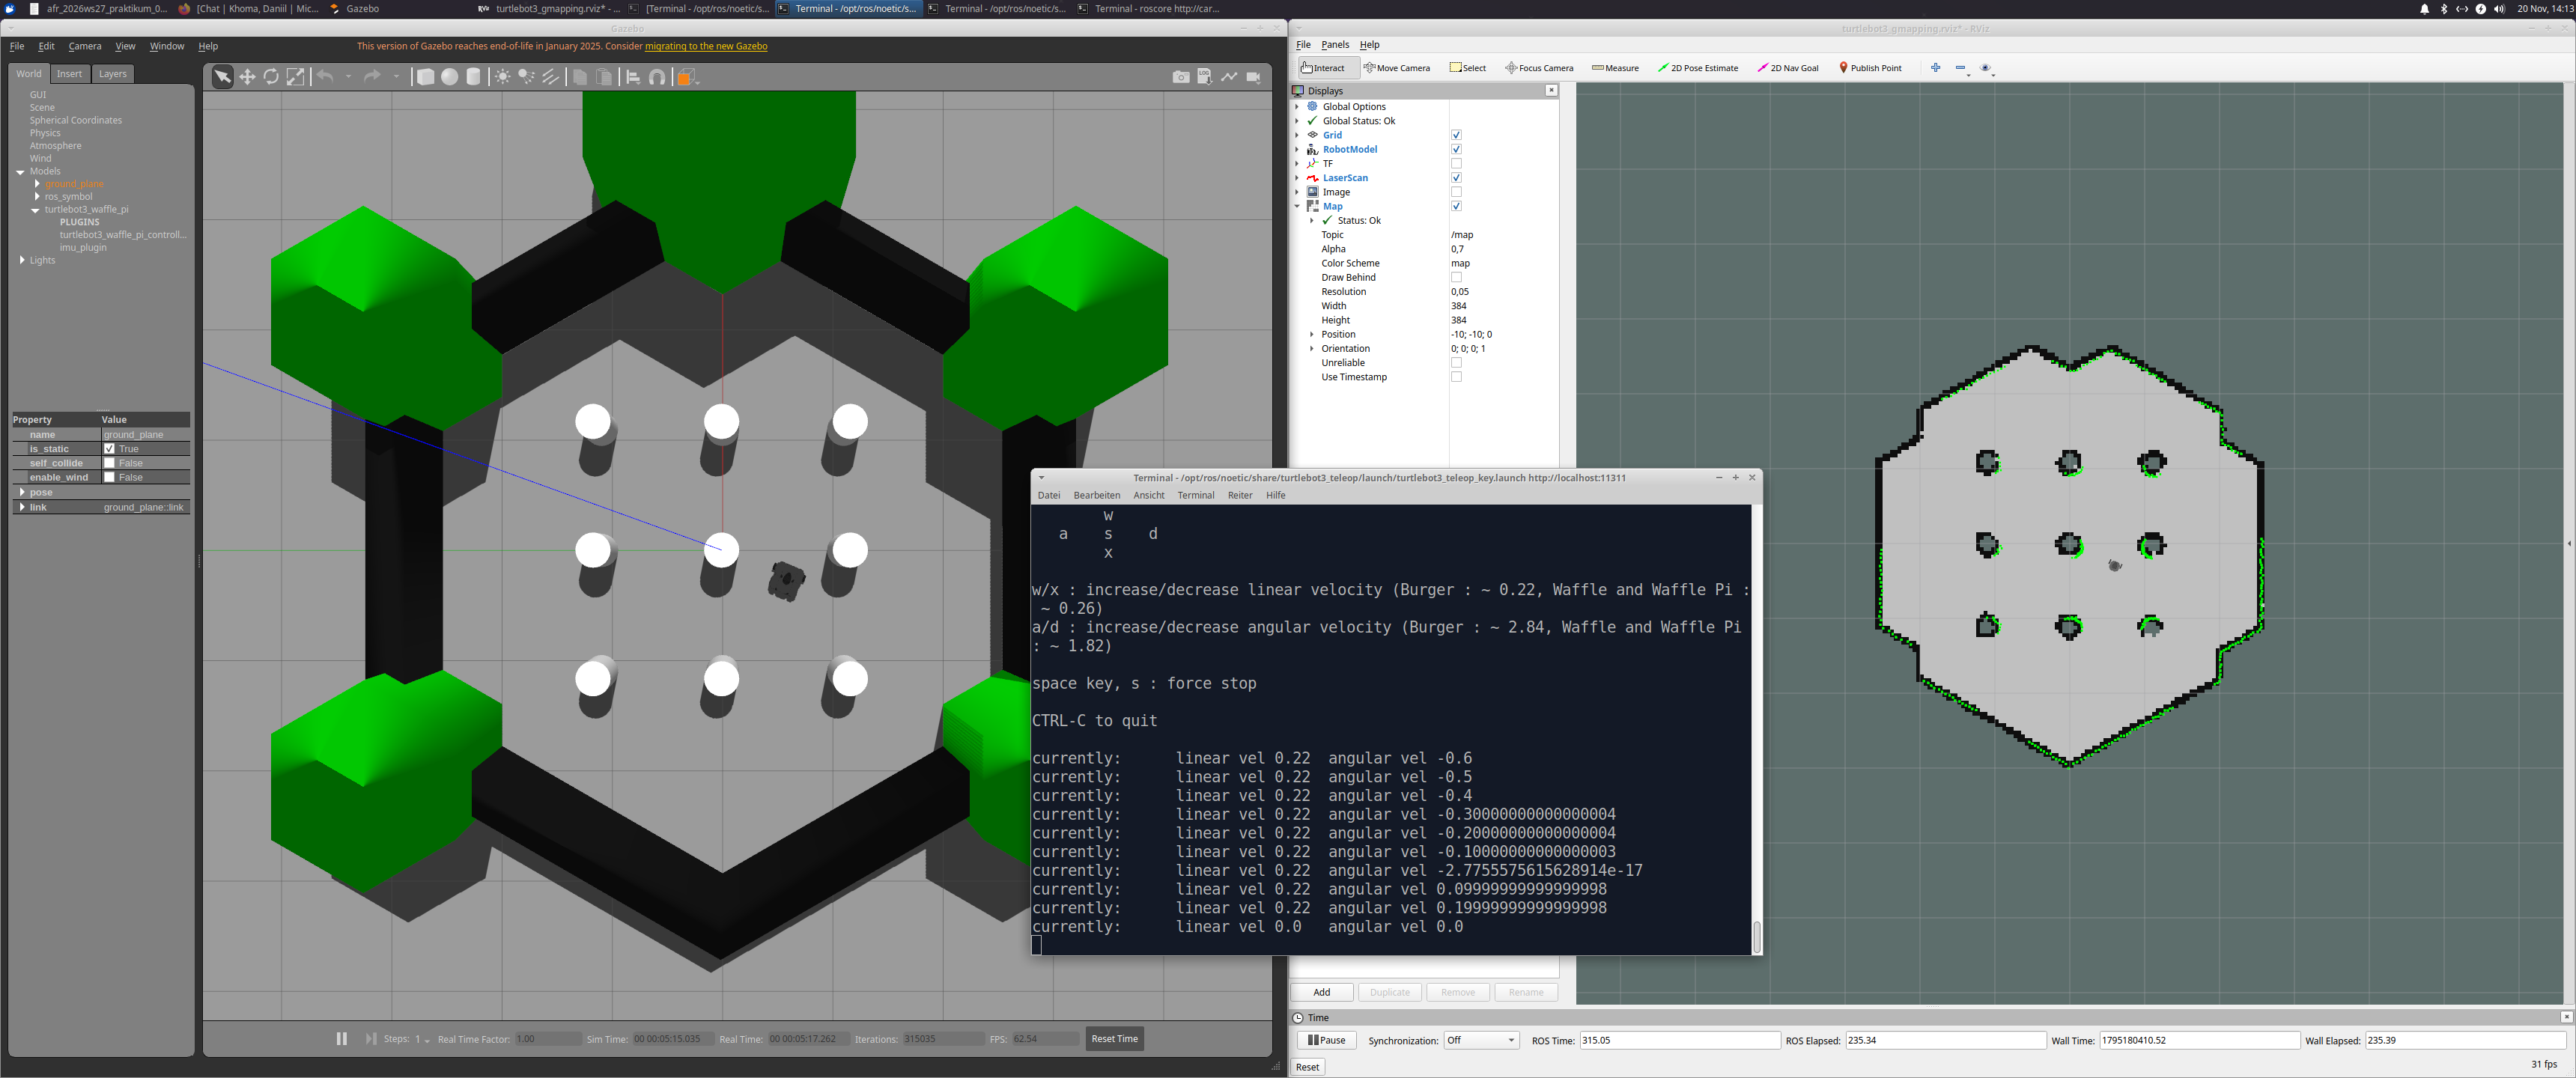 afr_2026ws27_praktikum_0...
[Chat | Khoma, Daniil | Mic...
Gazebo
turtlebot3_gmapping.rviz* - ...
[Terminal - /opt/ros/noetic/s...
Terminal - /opt/ros/noetic/s...
Terminal - /opt/ros/noetic/s...
Terminal - roscore http://car...
20 Nov, 14:13
Gazebo
File Edit Camera View Window Help
This version of Gazebo reaches end-of-life in January 2025. Consider migrating to the new Gazebo
World Insert Layers
GUI
Scene
Spherical Coordinates
Physics
Atmosphere
Wind
Models
ground_plane
ros_symbol
turtlebot3_waffle_pi
PLUGINS
turtlebot3_waffle_pi_controll...
imu_plugin
Lights
Property Value
name ground_plane
is_static True
self_collide False
enable_wind False
pose
link ground_plane::link
LOG
Steps: 1 Real Time Factor: 1.00 Sim Time: 00 00:05:15.035 Real Time: 00 00:05:17.262 Iterations: 315035 FPS: 62.54 Reset Time
turtlebot3_gmapping.rviz* - RViz
File Panels Help
Interact Move Camera Select Focus Camera Measure 2D Pose Estimate 2D Nav Goal Publish Point
Displays
Global Options
Global Status: Ok
Grid
RobotModel
TF
LaserScan
Image
Map
Status: Ok
Topic /map
Alpha 0,7
Color Scheme map
Draw Behind
Resolution 0,05
Width 384
Height 384
Position -10; -10; 0
Orientation 0; 0; 0; 1
Unreliable
Use Timestamp
Terminal - /opt/ros/noetic/share/turtlebot3_teleop/launch/turtlebot3_teleop_key.launch http://localhost:11311
Datei Bearbeiten Ansicht Terminal Reiter Hilfe
w
a s d
x
w/x : increase/decrease linear velocity (Burger : ~ 0.22, Waffle and Waffle Pi :
~ 0.26)
a/d : increase/decrease angular velocity (Burger : ~ 2.84, Waffle and Waffle Pi
: ~ 1.82)
space key, s : force stop
CTRL-C to quit
currently: linear vel 0.22 angular vel -0.6
currently: linear vel 0.22 angular vel -0.5
currently: linear vel 0.22 angular vel -0.4
currently: linear vel 0.22 angular vel -0.30000000000000004
currently: linear vel 0.22 angular vel -0.20000000000000004
currently: linear vel 0.22 angular vel -0.10000000000000003
currently: linear vel 0.22 angular vel -2.7755575615628914e-17
currently: linear vel 0.22 angular vel 0.09999999999999998
currently: linear vel 0.22 angular vel 0.19999999999999998
currently: linear vel 0.0 angular vel 0.0
Add Duplicate Remove Rename
Time
Pause Synchronization: Off ROS Time: 315.05 ROS Elapsed: 235.34 Wall Time: 1795180410.52 Wall Elapsed: 235.39
Reset
31 fps